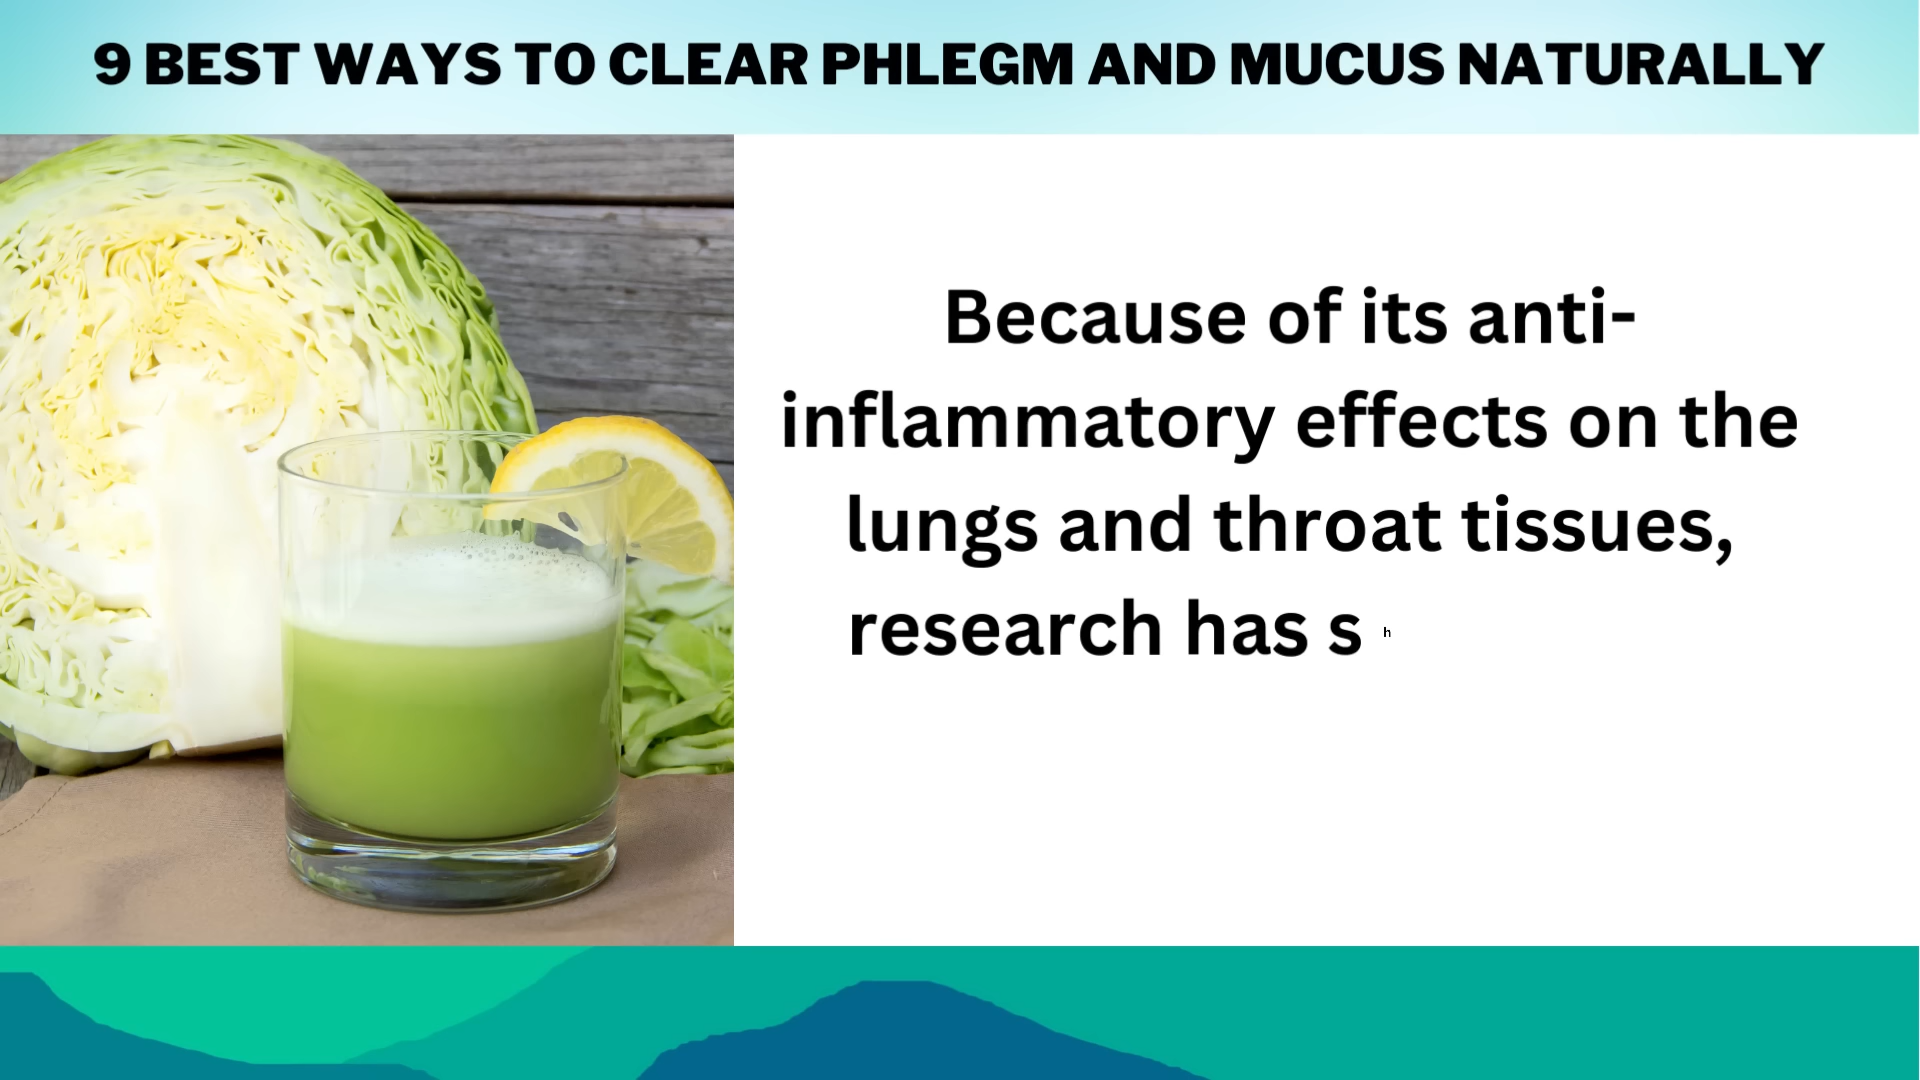 9 BEST WAYS TO CLEAR PHLEGM AND MUCUS NATURALLY
Because of its anti-
inflammatory effects on the
lungs and throat tissues,
research has s h